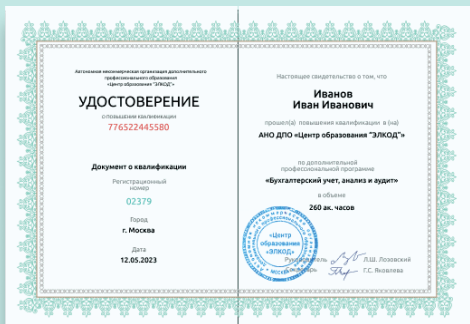 Автономная некоммерческая организация дополнительного
профессионального образования
«Центр образования "ЭЛКОД"»
УДОСТОВЕРЕНИЕ
о повышении квалификации
776522445580
Документ о квалификации
Регистрационный
номер
02379
Город
г. Москва
Дата
12.05.2023
Настоящее свидетельство о том, что
Иванов
Иван Иванович
прошел(а) повышения квалификации в (на)
АНО ДПО «Центр образования "ЭЛКОД"»
по дополнительной
профессиональной программе
«Бухгалтерский учет, анализ и аудит»
в объеме
260 ак. часов
«Центр
образования
«ЭЛКОД»
Москва
Руководитель Л.Ш. Лозовский
Секретарь Г.С. Яковлева